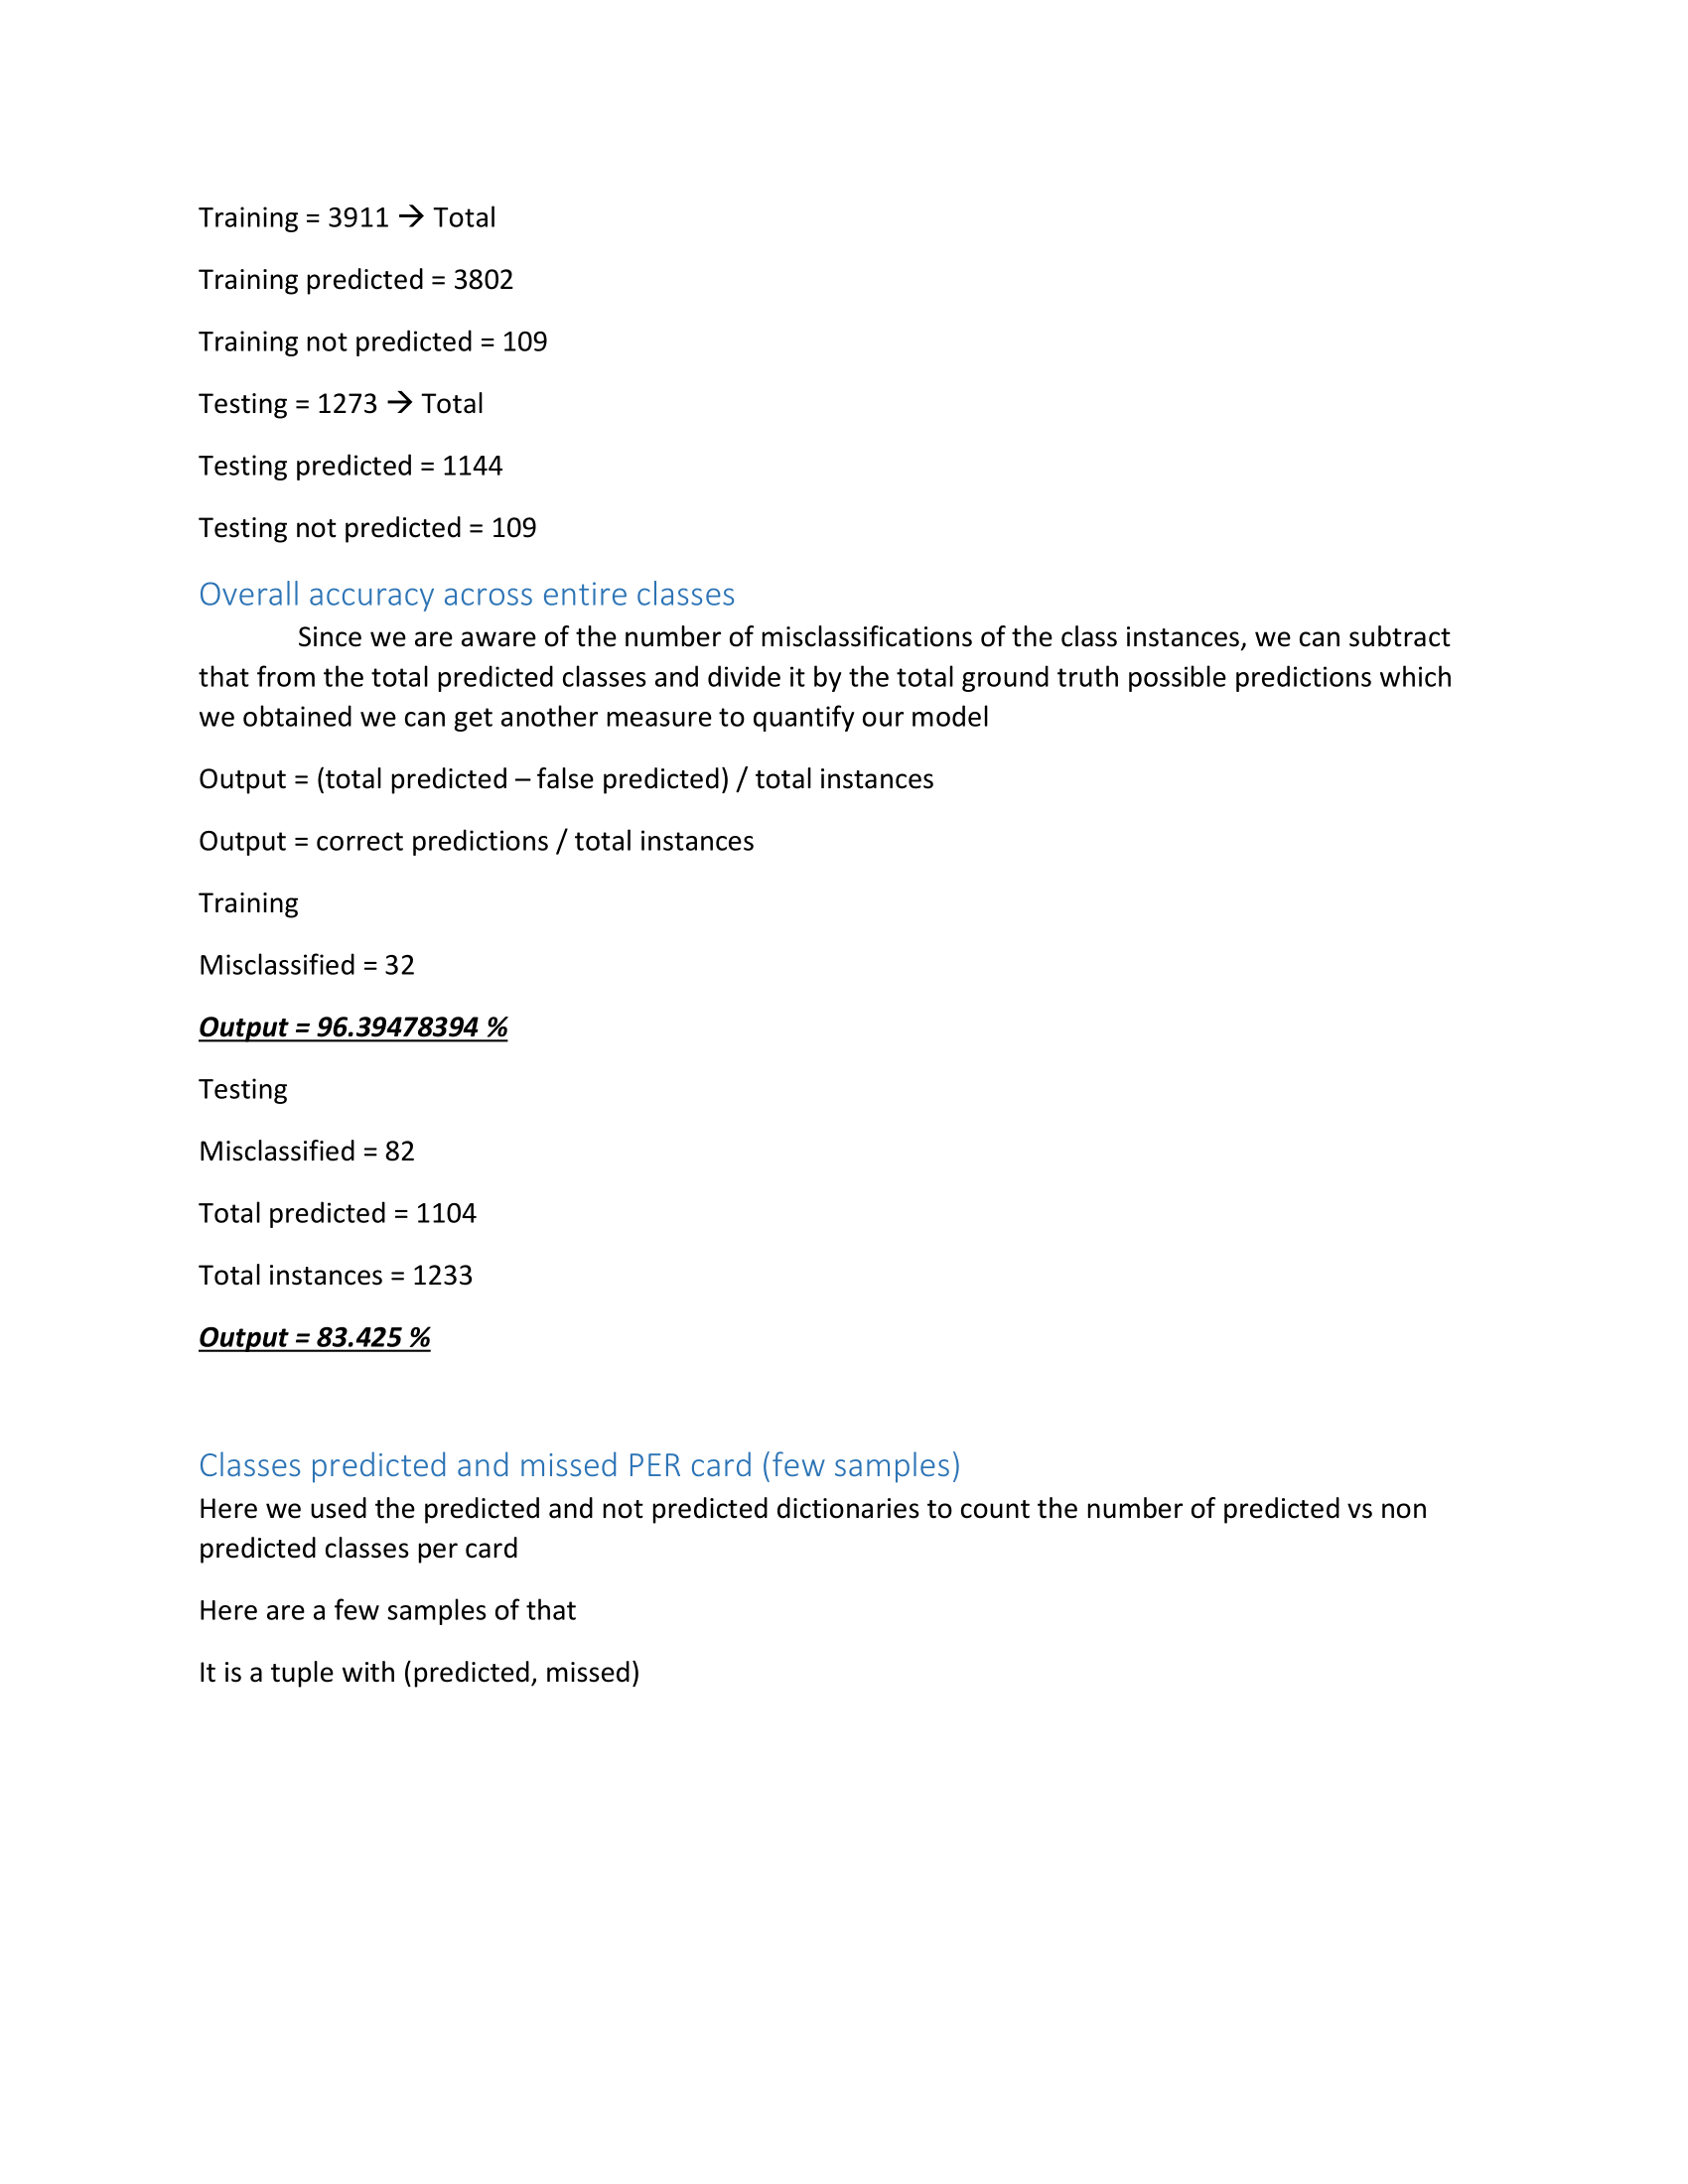 Training = 3911 → Total
Training predicted = 3802
Training not predicted = 109
Testing = 1273 → Total
Testing predicted = 1144
Testing not predicted = 109
Overall accuracy across entire classes
Since we are aware of the number of misclassifications of the class instances, we can subtract
that from the total predicted classes and divide it by the total ground truth possible predictions which
we obtained we can get another measure to quantify our model
Output = (total predicted – false predicted) / total instances
Output = correct predictions / total instances
Training
Misclassified = 32
Output = 96.39478394 %
Testing
Misclassified = 82
Total predicted = 1104
Total instances = 1233
Output = 83.425 %
Classes predicted and missed PER card (few samples)
Here we used the predicted and not predicted dictionaries to count the number of predicted vs non
predicted classes per card
Here are a few samples of that
It is a tuple with (predicted, missed)